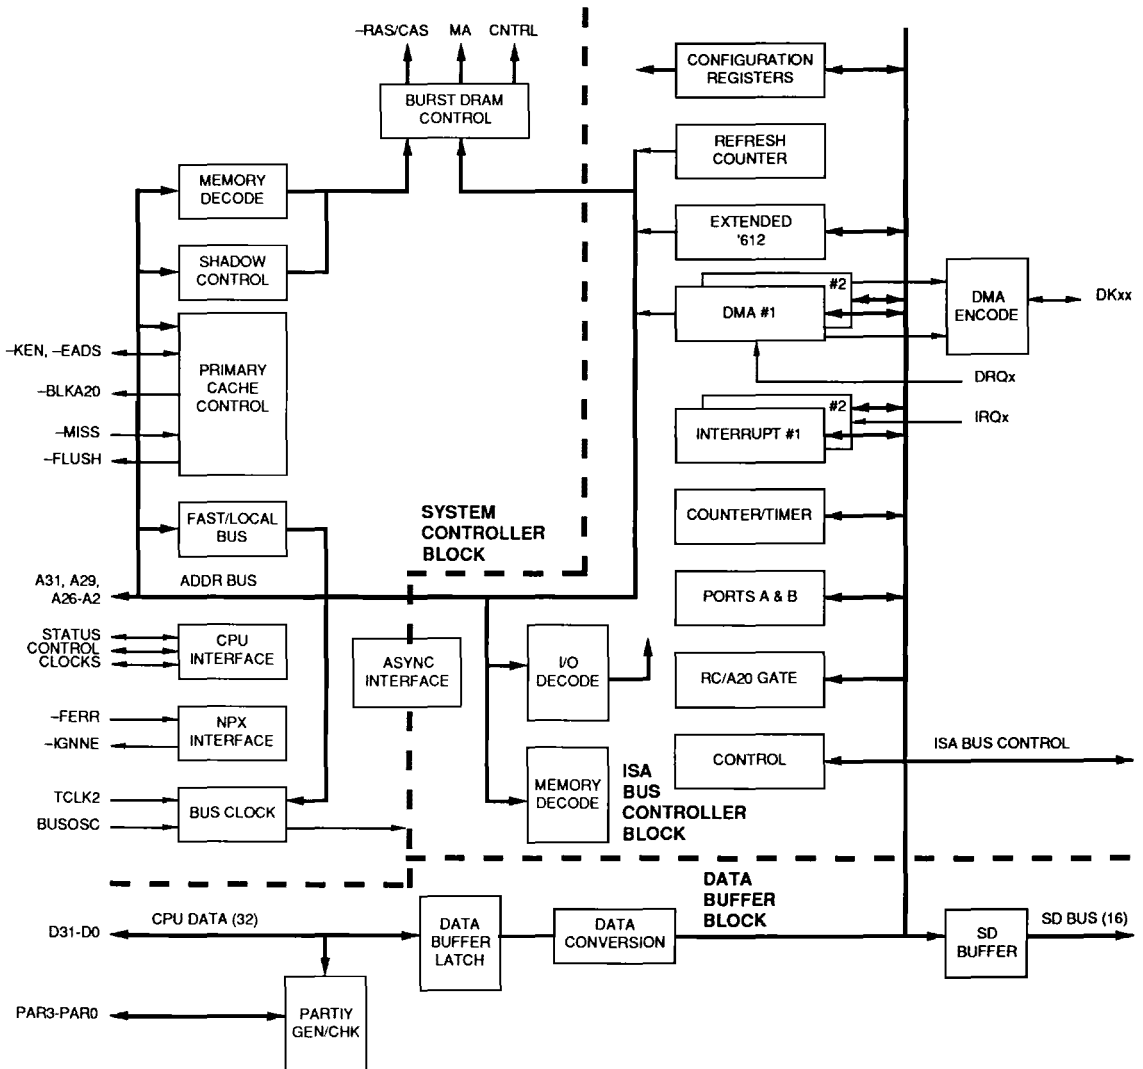 –RAS/CAS MA CNTRL
BURST DRAM
CONTROL
CONFIGURATION
REGISTERS
REFRESH
COUNTER
MEMORY
DECODE
EXTENDED
'612
SHADOW
CONTROL
#2
DMA #1
DMA
ENCODE
DKxx
–KEN, –EADS
–BLKA20
–MISS
–FLUSH
PRIMARY
CACHE
CONTROL
DRQx
#2
INTERRUPT #1
IRQx
FAST/LOCAL
BUS
SYSTEM
CONTROLLER
BLOCK
COUNTER/TIMER
A31, A29,
A26-A2
ADDR BUS
PORTS A & B
STATUS
CONTROL
CLOCKS
CPU
INTERFACE
ASYNC
INTERFACE
I/O
DECODE
RC/A20 GATE
–FERR
–IGNNE
NPX
INTERFACE
CONTROL
ISA BUS CONTROL
MEMORY
DECODE
ISA
BUS
CONTROLLER
BLOCK
TCLK2
BUSOSC
BUS CLOCK
DATA
BUFFER
BLOCK
D31-D0
CPU DATA (32)
DATA
BUFFER
LATCH
DATA
CONVERSION
SD
BUFFER
SD BUS (16)
PAR3-PAR0
PARTIY
GEN/CHK